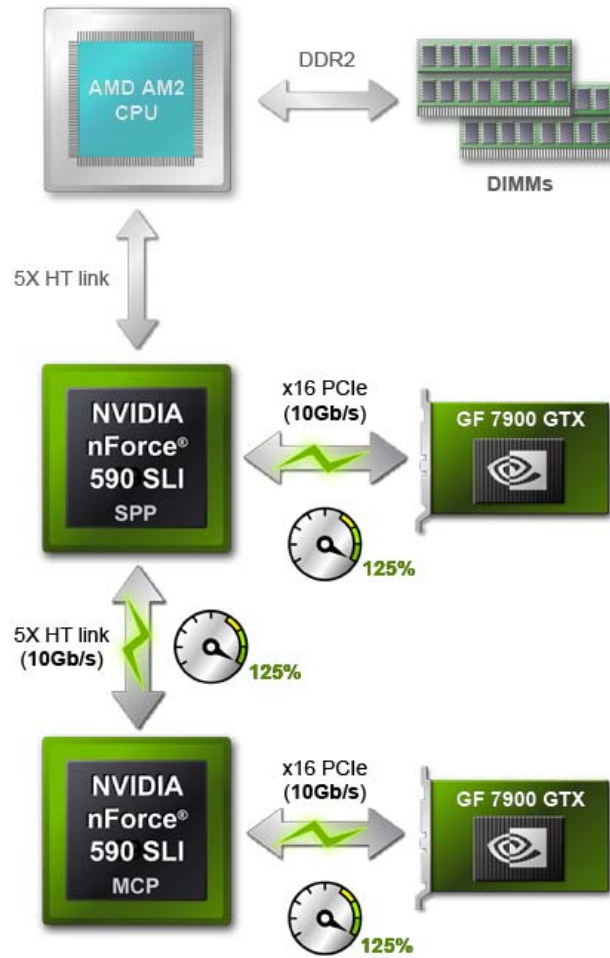 AMD AM2
CPU
DDR2
DIMMs
5X HT link
NVIDIA
nForce®
590 SLI
SPP
x16 PCIe
(10Gb/s)
GF 7900 GTX
125%
5X HT link
(10Gb/s)
125%
NVIDIA
nForce®
590 SLI
MCP
x16 PCIe
(10Gb/s)
GF 7900 GTX
125%